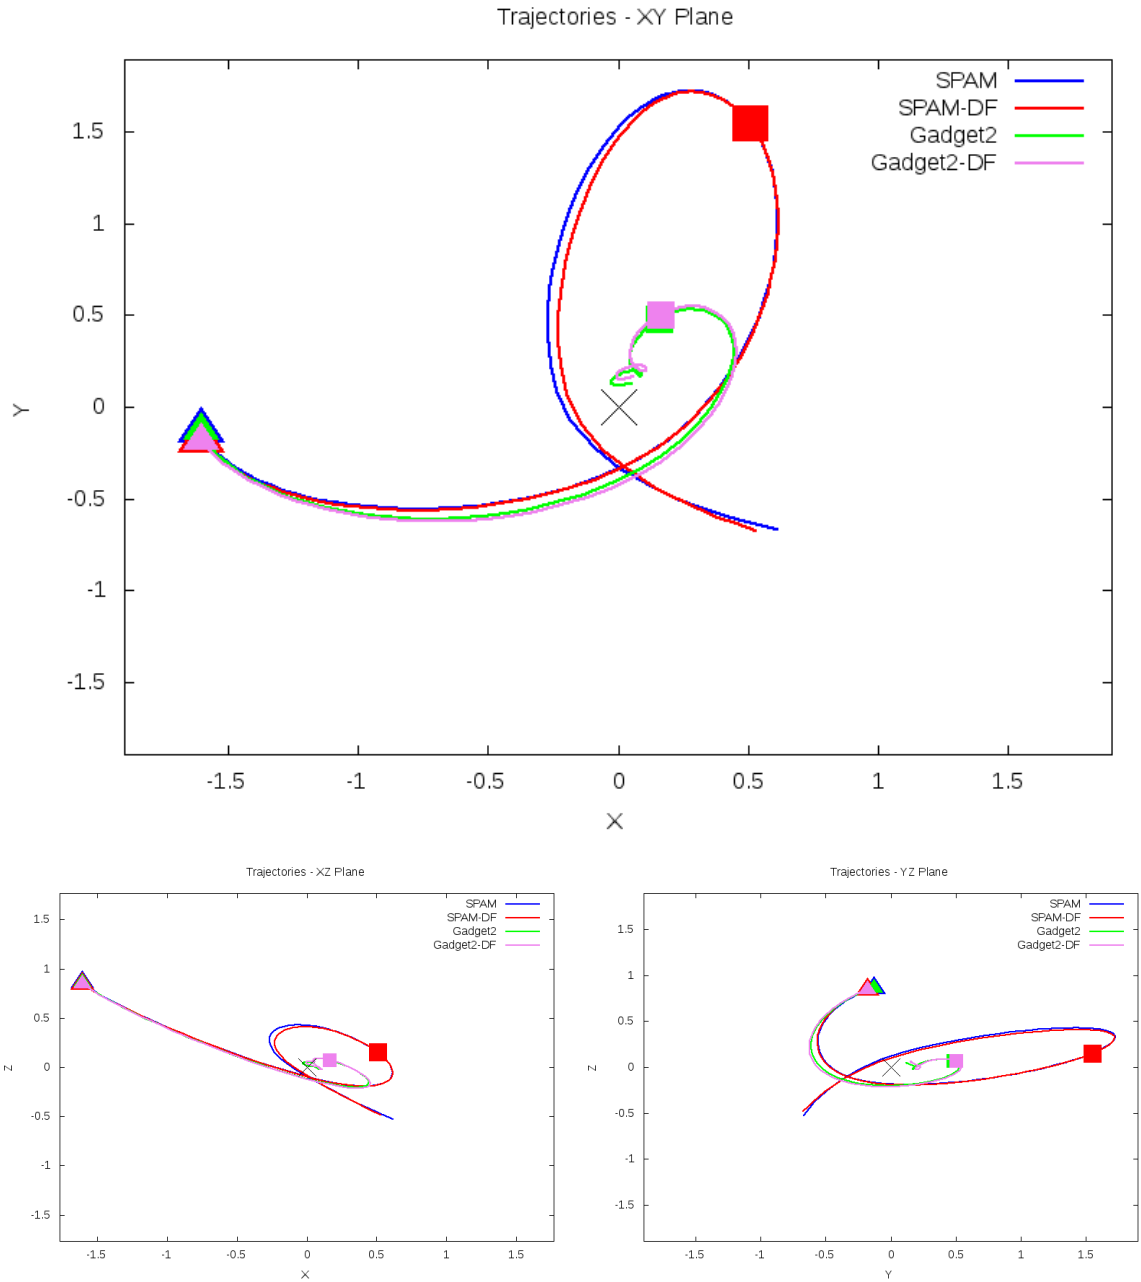 Trajectories - XY Plane
SPAM
SPAM-DF
Gadget2
Gadget2-DF
1.5
1
0.5
0
-0.5
-1
-1.5
Y
-1.5 -1 -0.5 0 0.5 1 1.5
X
Trajectories - XZ Plane
SPAM
SPAM-DF
Gadget2
Gadget2-DF
1.5
1
0.5
0
-0.5
-1
-1.5
Z
-1.5 -1 -0.5 0 0.5 1 1.5
X
Trajectories - YZ Plane
SPAM
SPAM-DF
Gadget2
Gadget2-DF
1.5
1
0.5
0
-0.5
-1
-1.5
Z
-1.5 -1 -0.5 0 0.5 1 1.5
Y